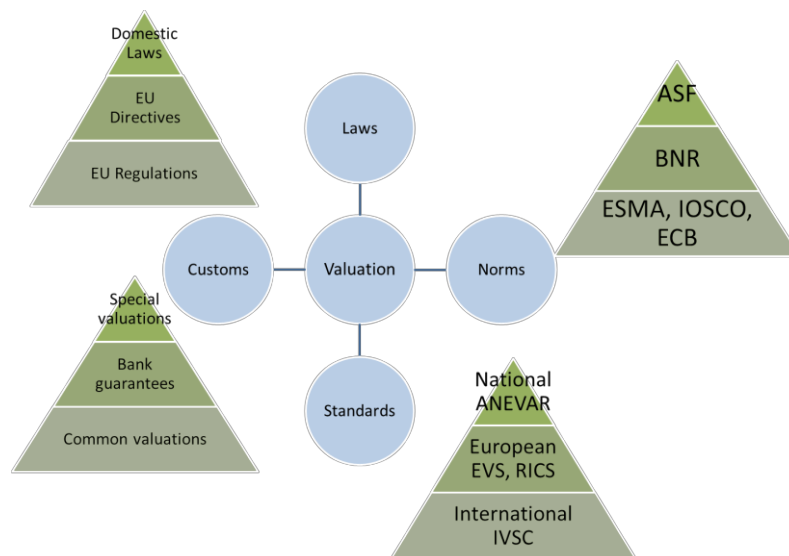 Domestic
Laws
EU
Directives
EU Regulations
Laws
ASF
BNR
ESMA, IOSCO,
ECB
Customs
Valuation
Norms
Special
valuations
Bank
guarantees
Common valuations
Standards
National
ANEVAR
European
EVS, RICS
International
IVSC